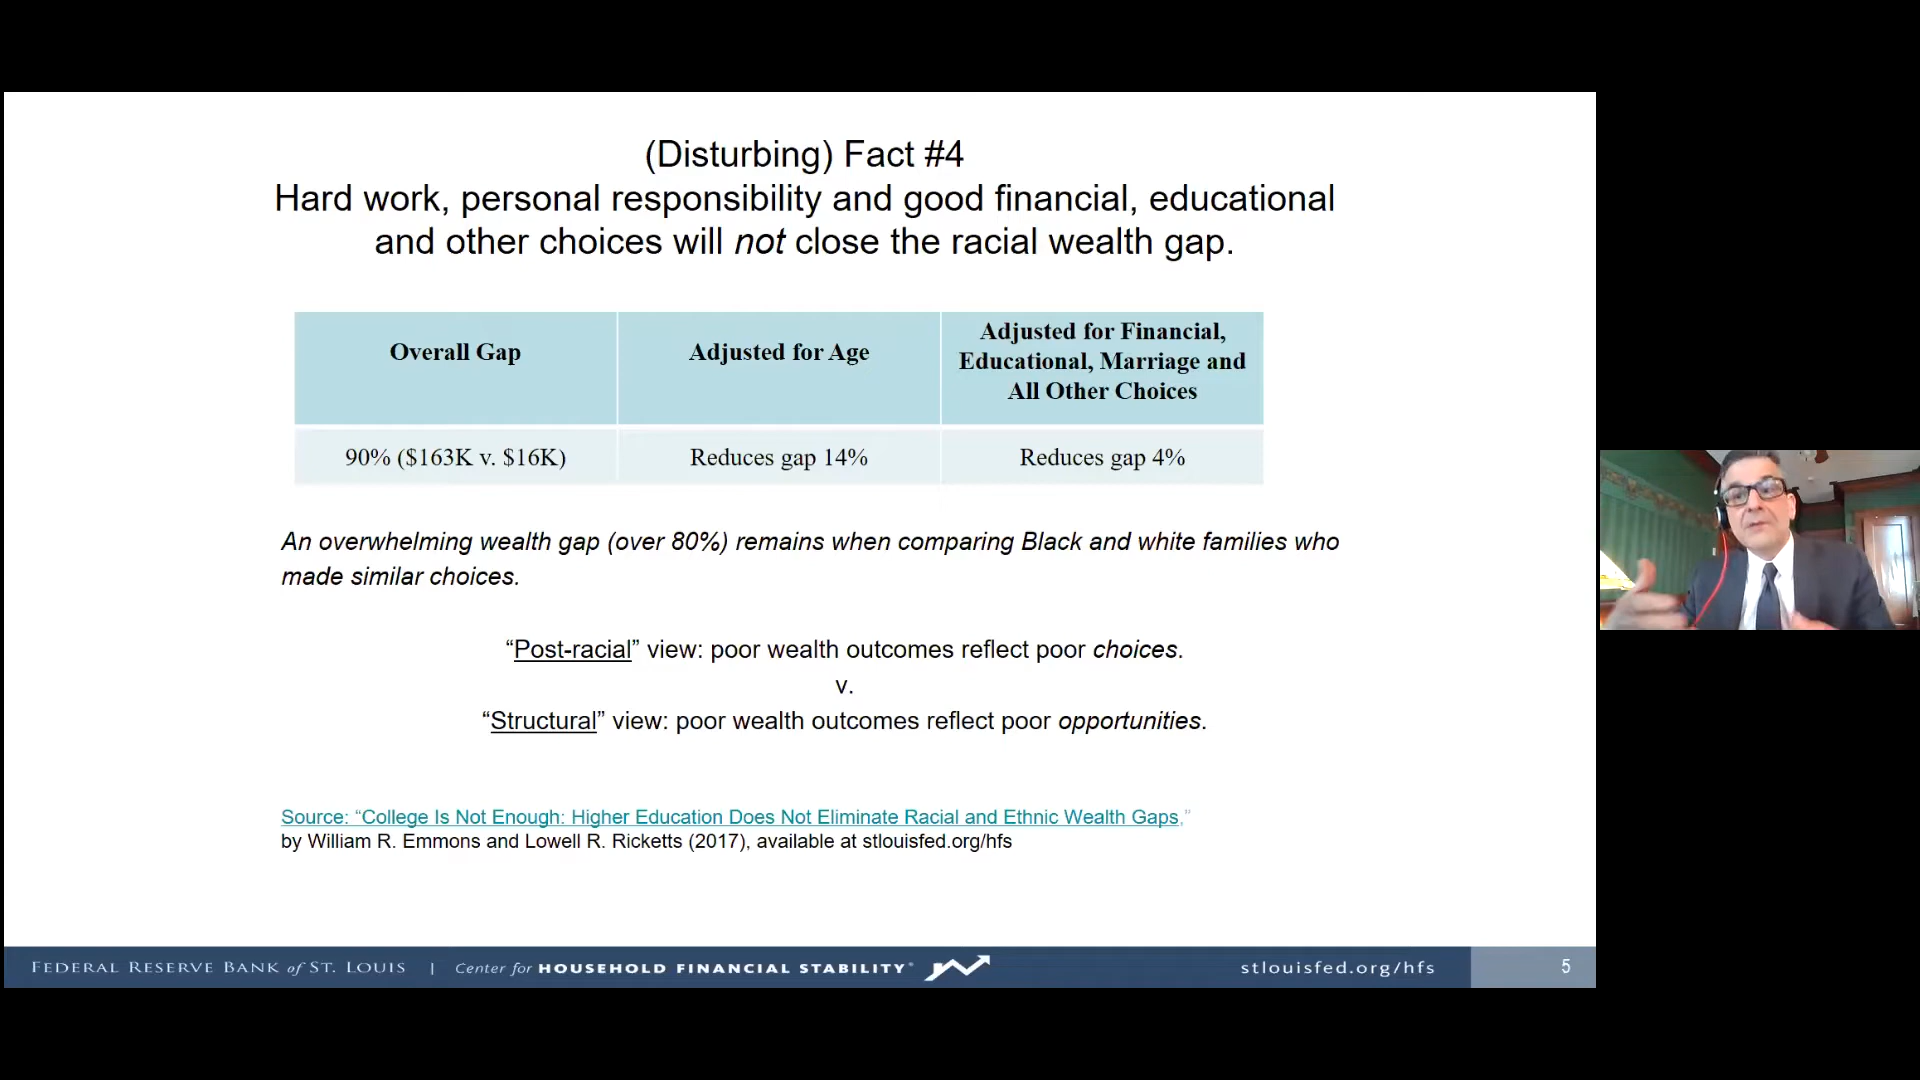 (Disturbing) Fact #4
Hard work, personal responsibility and good financial, educational
and other choices will not close the racial wealth gap.
Overall Gap
Adjusted for Age
Adjusted for Financial,
Educational, Marriage and
All Other Choices
90% ($163K v. $16K)
Reduces gap 14%
Reduces gap 4%
An overwhelming wealth gap (over 80%) remains when comparing Black and white families who
made similar choices.
“Post-racial” view: poor wealth outcomes reflect poor choices.
v.
“Structural” view: poor wealth outcomes reflect poor opportunities.
Source: “College Is Not Enough: Higher Education Does Not Eliminate Racial and Ethnic Wealth Gaps,”
by William R. Emmons and Lowell R. Ricketts (2017), available at stlouisfed.org/hfs
FEDERAL RESERVE BANK of ST. LOUIS | Center for HOUSEHOLD FINANCIAL STABILITY® stlouisfed.org/hfs 5